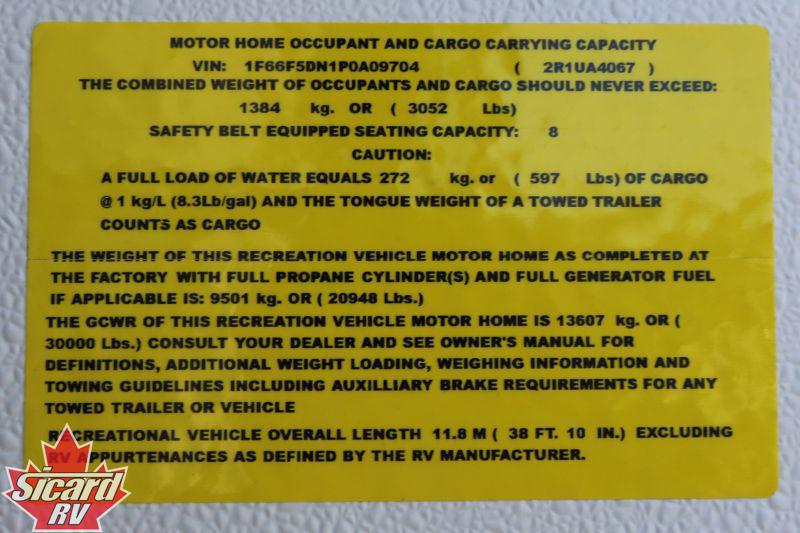 MOTOR HOME OCCUPANT AND CARGO CARRYING CAPACITY
VIN: 1F66F5DN1P0A09704 ( 2R1UA4067 )
THE COMBINED WEIGHT OF OCCUPANTS AND CARGO SHOULD NEVER EXCEED:
1384 kg. OR ( 3052 Lbs)
SAFETY BELT EQUIPPED SEATING CAPACITY: 8
CAUTION:
A FULL LOAD OF WATER EQUALS 272 kg. or ( 597 Lbs) OF CARGO
@ 1 kg/L (8.3Lb/gal) AND THE TONGUE WEIGHT OF A TOWED TRAILER
COUNTS AS CARGO
THE WEIGHT OF THIS RECREATION VEHICLE MOTOR HOME AS COMPLETED AT
THE FACTORY WITH FULL PROPANE CYLINDER(S) AND FULL GENERATOR FUEL
IF APPLICABLE IS: 9501 kg. OR ( 20948 Lbs.)
THE GCWR OF THIS RECREATION VEHICLE MOTOR HOME IS 13607 kg. OR (
30000 Lbs.) CONSULT YOUR DEALER AND SEE OWNER'S MANUAL FOR
DEFINITIONS, ADDITIONAL WEIGHT LOADING, WEIGHING INFORMATION AND
TOWING GUIDELINES INCLUDING AUXILLIARY BRAKE REQUIREMENTS FOR ANY
TOWED TRAILER OR VEHICLE
RECREATIONAL VEHICLE OVERALL LENGTH 11.8 M ( 38 FT. 10 IN.) EXCLUDING
RV APPURTENANCES AS DEFINED BY THE RV MANUFACTURER.
Sicard
RV